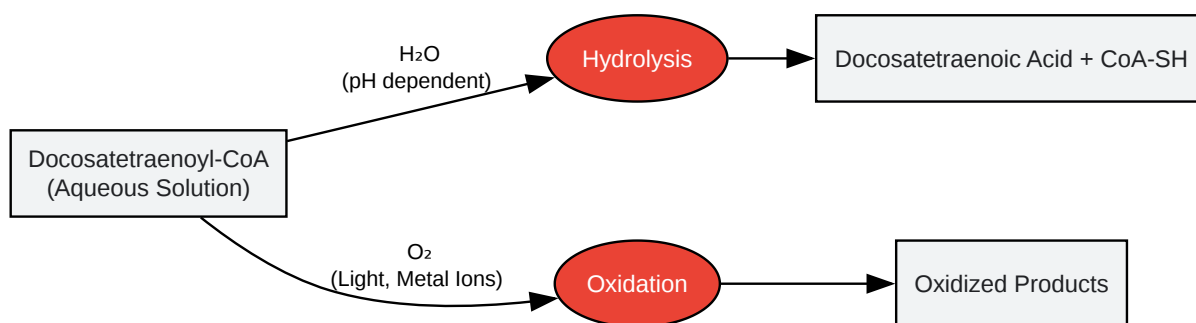 H₂O
(pH dependent)
Hydrolysis
Docosatetraenoic Acid + CoA-SH
Docosatetraenoyl-CoA
(Aqueous Solution)
O₂
(Light, Metal Ions)
Oxidation
Oxidized Products